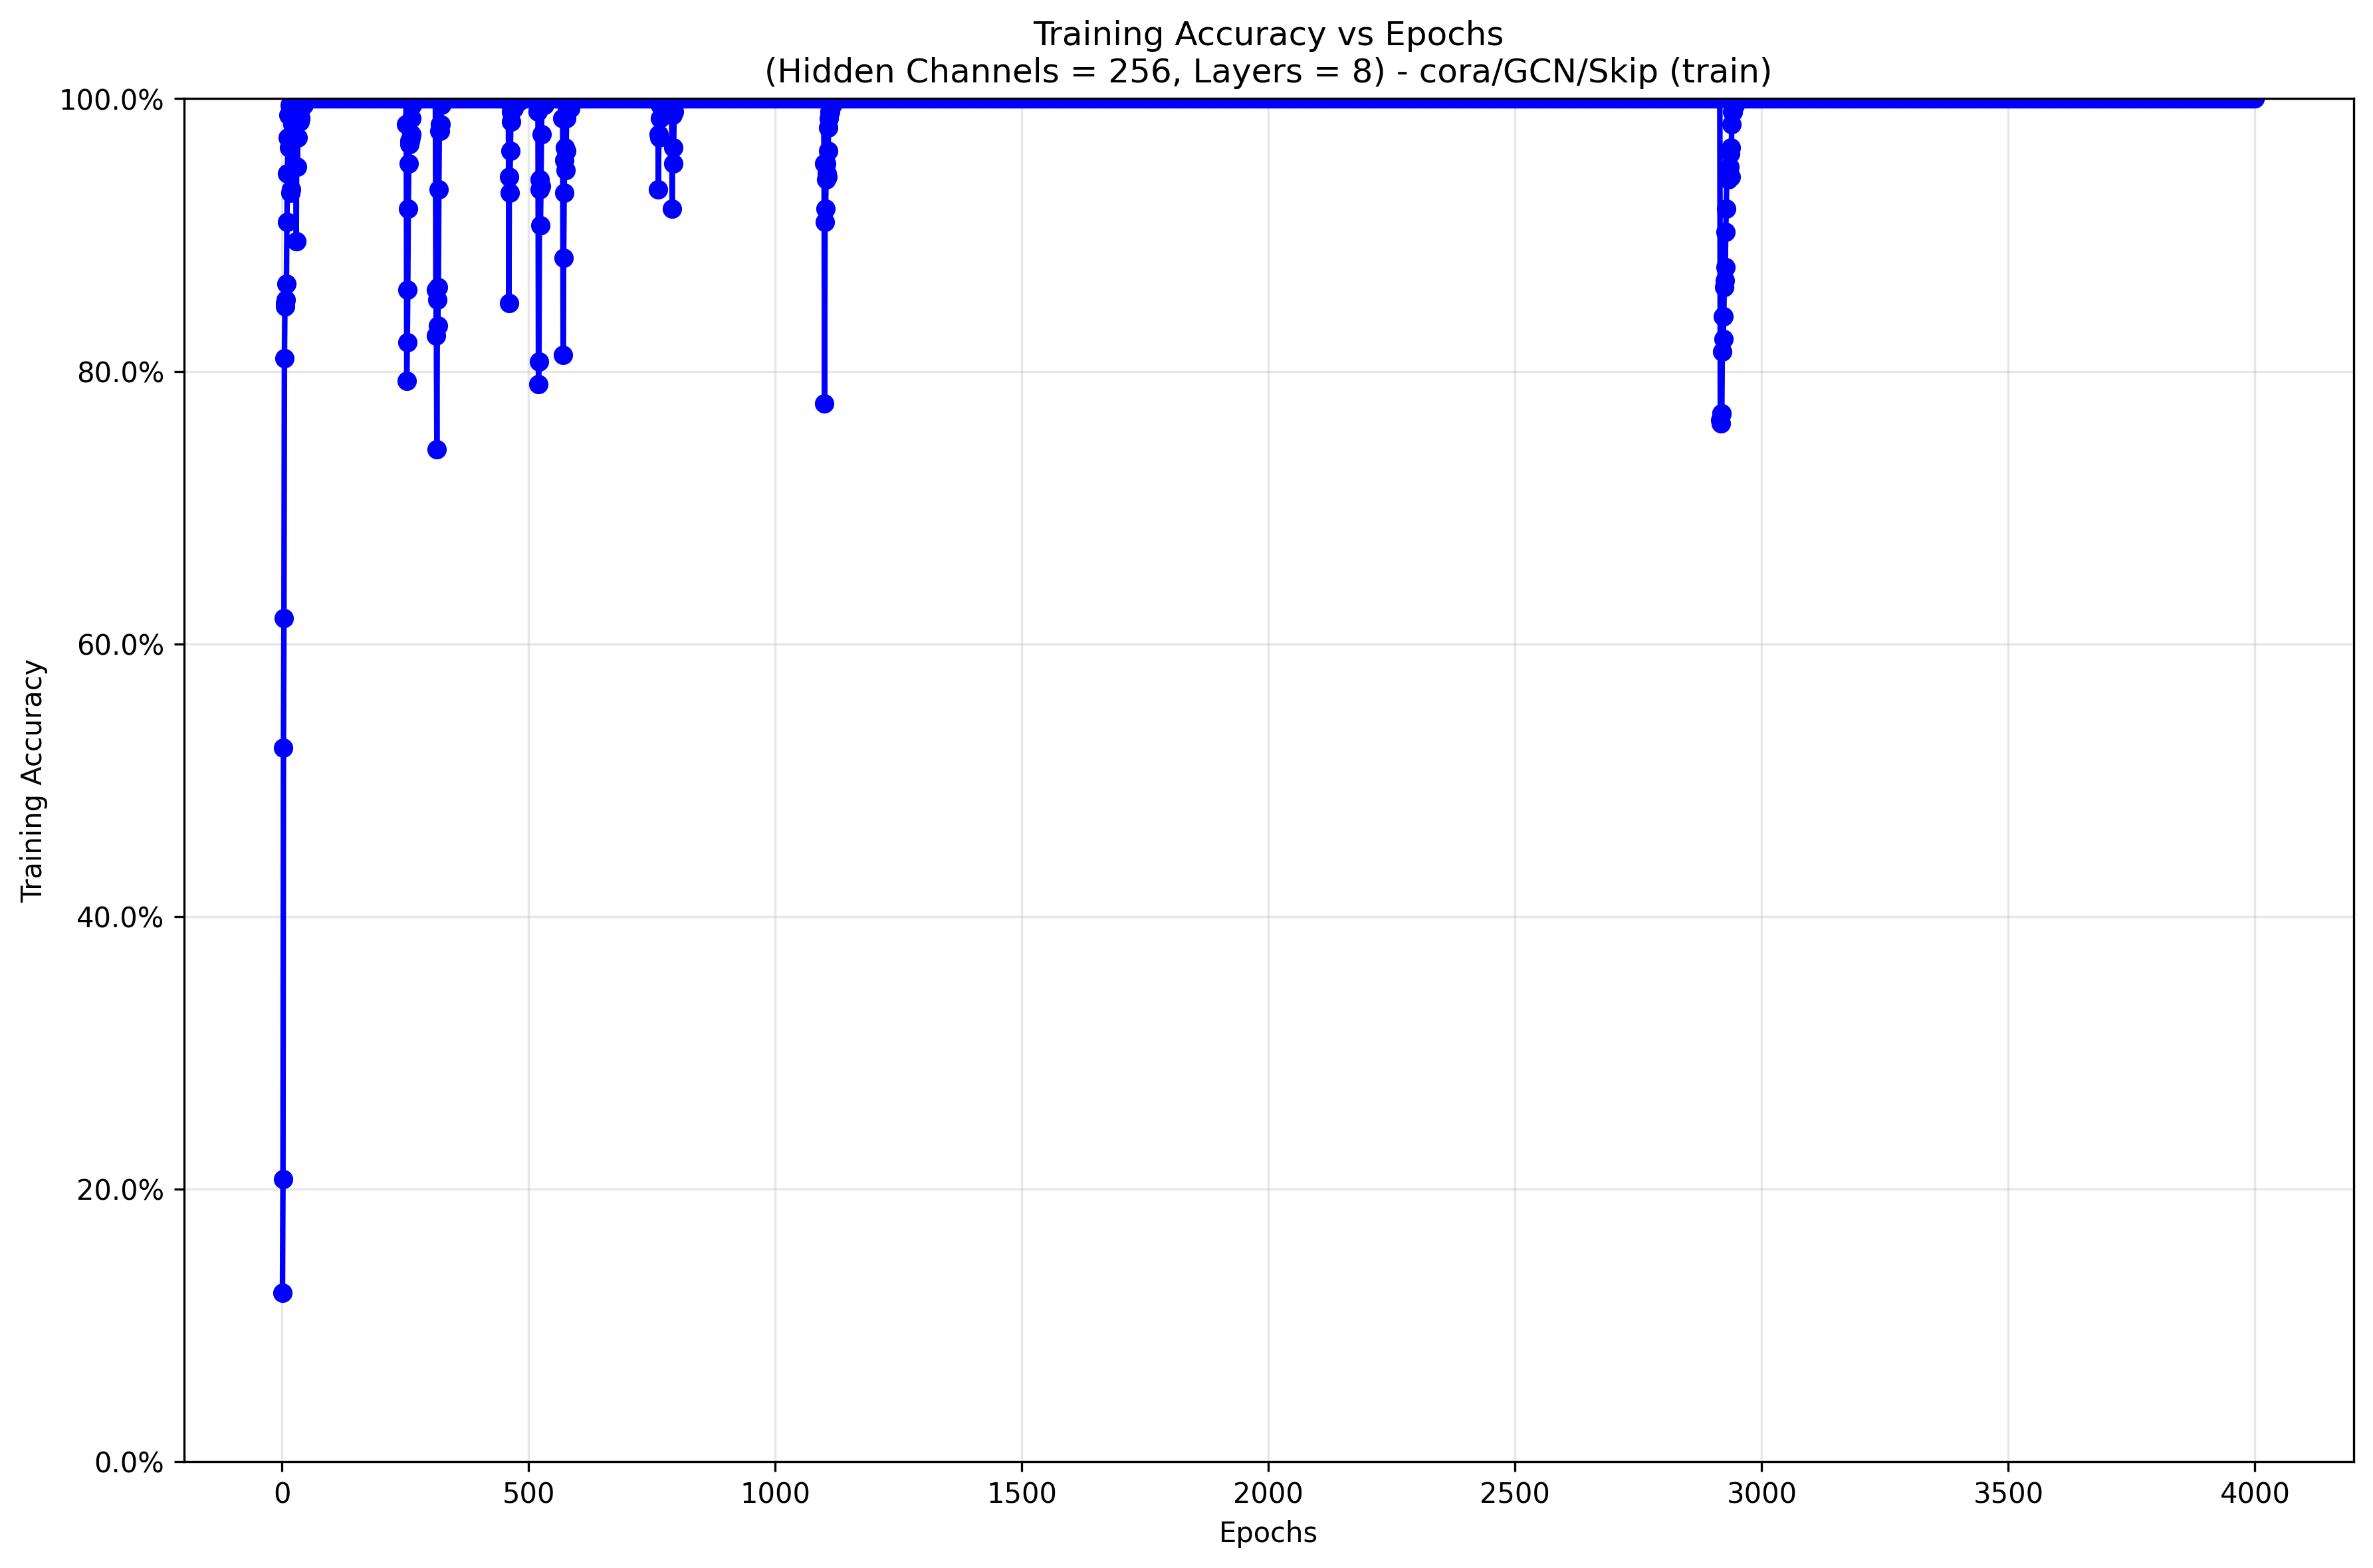 Training Accuracy vs Epochs
(Hidden Channels = 256, Layers = 8) - cora/GCN/Skip (train)
100.0%
80.0%
60.0%
40.0%
20.0%
0.0%
Training Accuracy
0 500 1000 1500 2000 2500 3000 3500 4000
Epochs